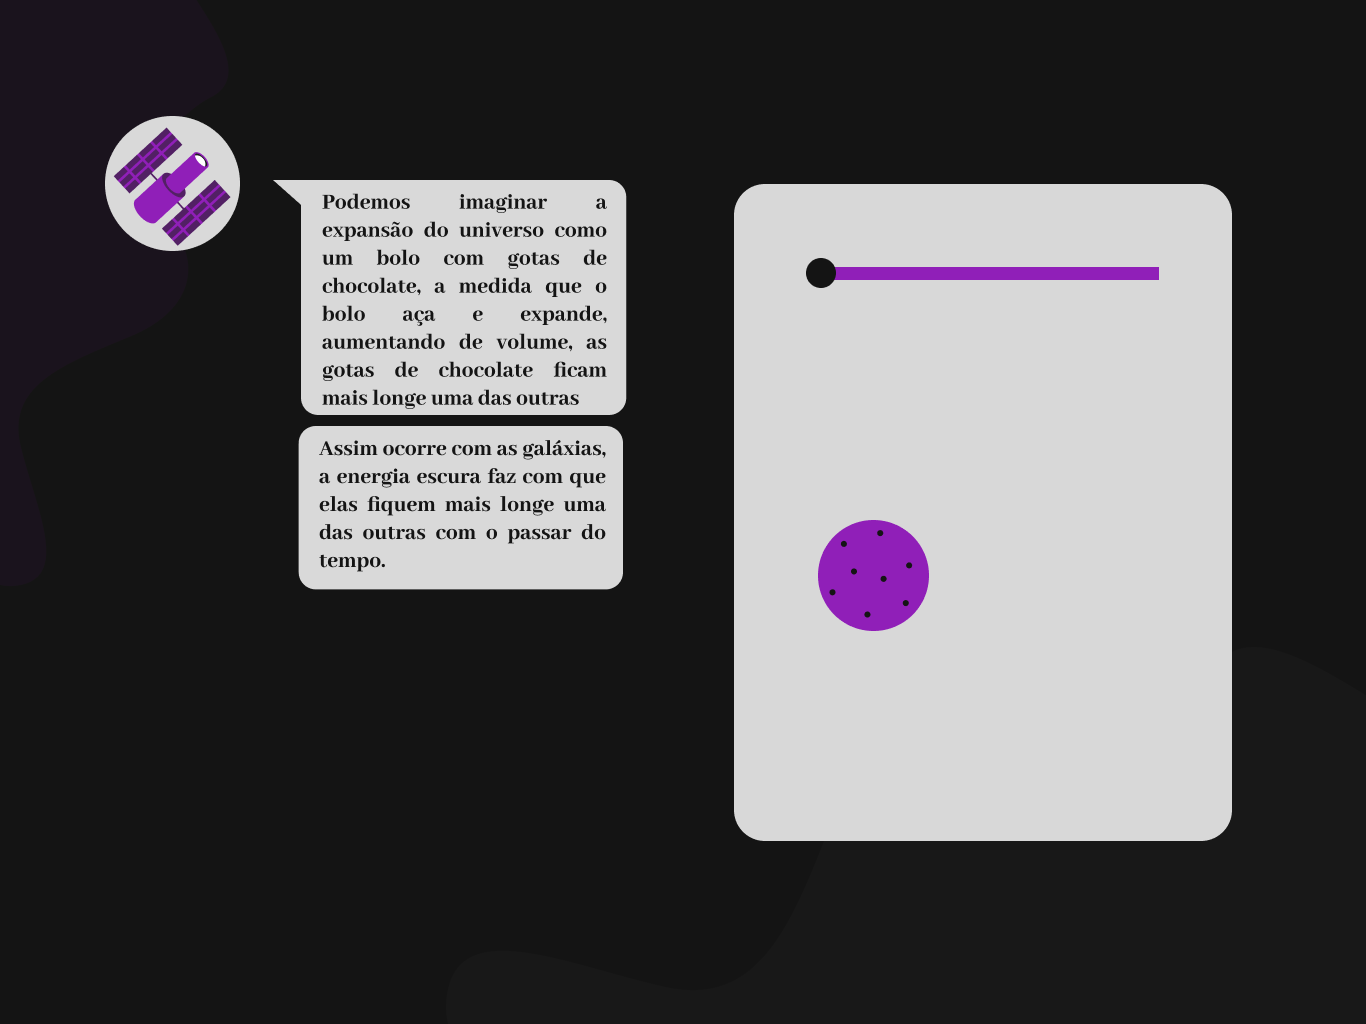 Podemos imaginar a
expansão do universo como
um bolo com gotas de
chocolate, a medida que o
bolo aça e expande,
aumentando de volume, as
gotas de chocolate ficam
mais longe uma das outras
Assim ocorre com as galáxias,
a energia escura faz com que
elas fiquem mais longe uma
das outras com o passar do
tempo.